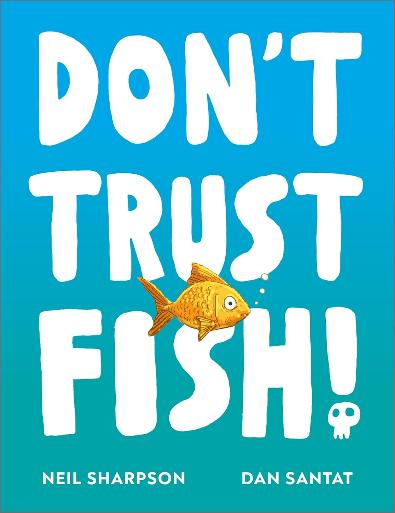 DON'T
TRUST
FISH!
NEIL SHARPSON DAN SANTAT